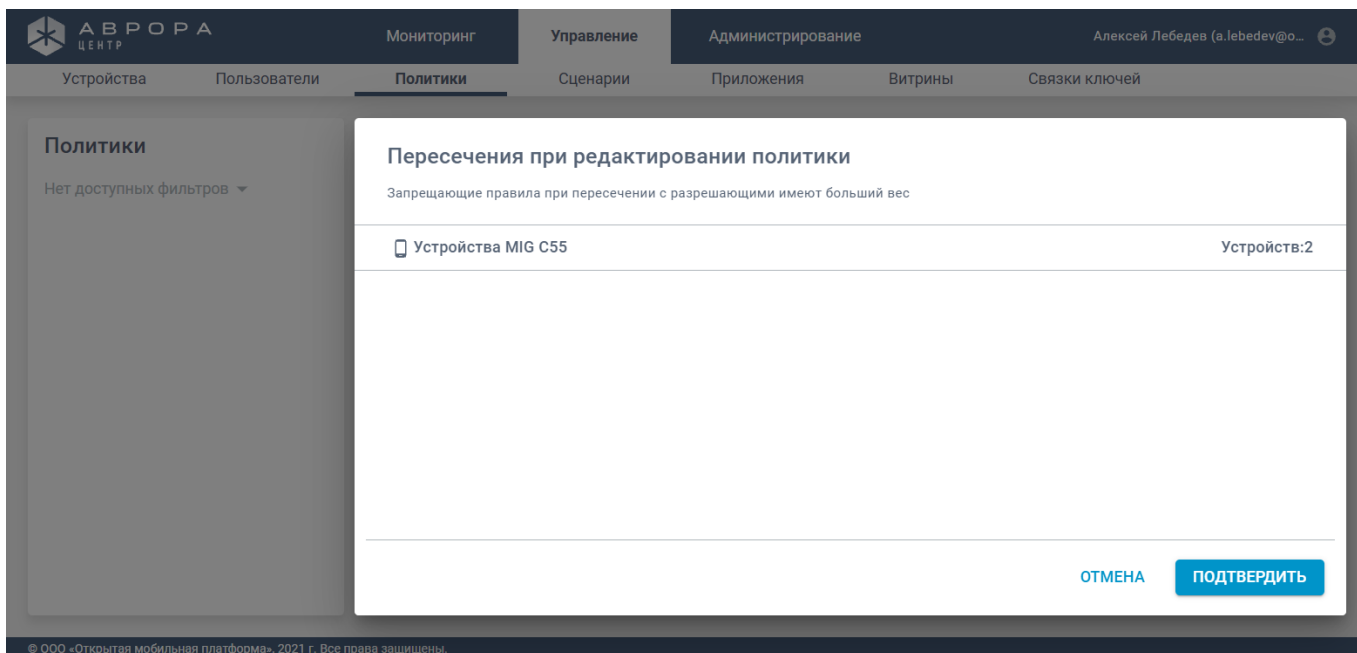 АВРОРА
ЦЕНТР
Мониторинг
Управление
Администрирование
Алексей Лебедев (a.lebedev@o...
Устройства
Пользователи
Политики
Сценарии
Приложения
Витрины
Связки ключей
Политики
Нет доступных фильтров
Пересечения при редактировании политики
Запрещающие правила при пересечении с разрешающими имеют больший вес
Устройства MIG C55
Устройств:2
ОТМЕНА
ПОДТВЕРДИТЬ
© ООО «Открытая мобильная платформа», 2021 г. Все права защищены.